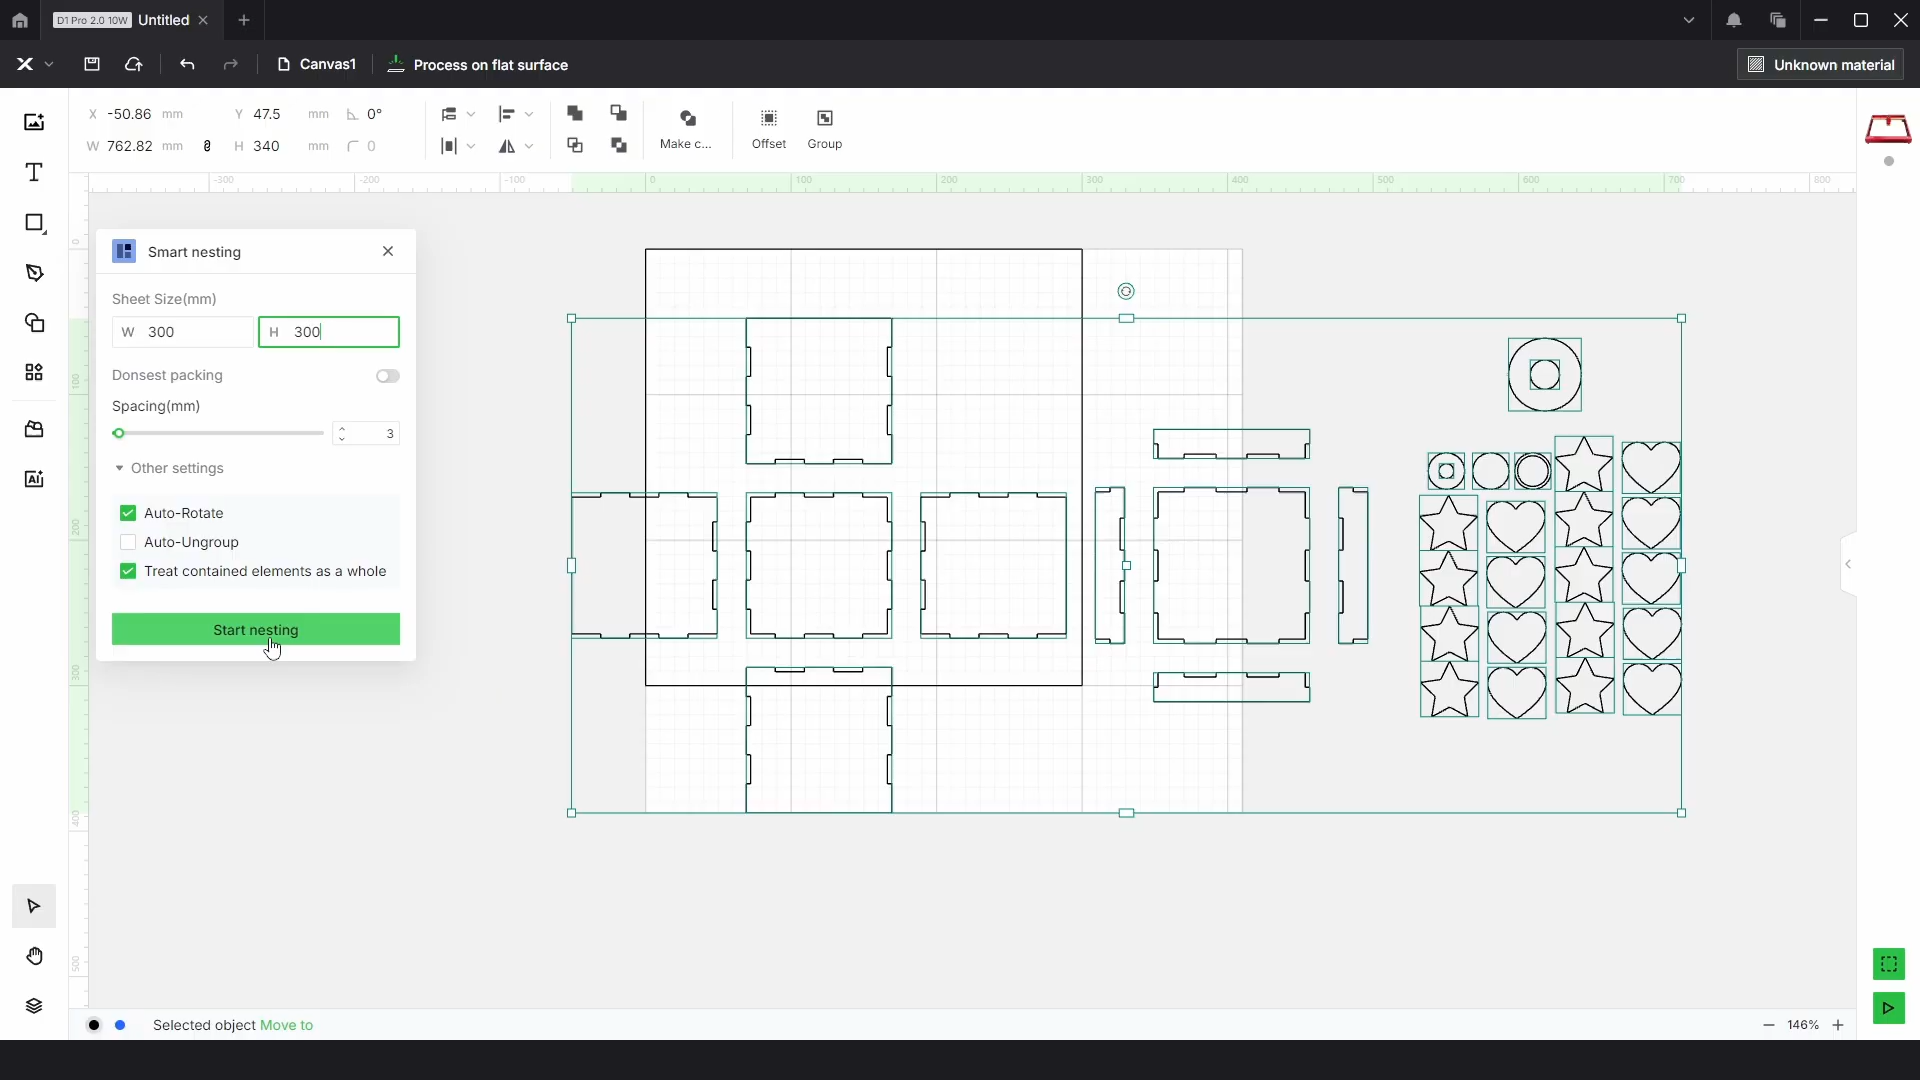 D1 Pro 2.0 10W Untitled
Canvas1
Process on flat surface
Unknown material
X -50.86 mm Y 47.5 mm 0°
W 762.82 mm H 340 mm 0
Make c...
Offset
Group
-300 -200 -100 0 100 200 300 400 500 600 700 800
0
100
200
300
400
500
Smart nesting
Sheet Size(mm)
W 300 H 300
Donsest packing
Spacing(mm)
3
Other settings
Auto-Rotate
Auto-Ungroup
Treat contained elements as a whole
Start nesting
Ai
Selected object Move to
146%